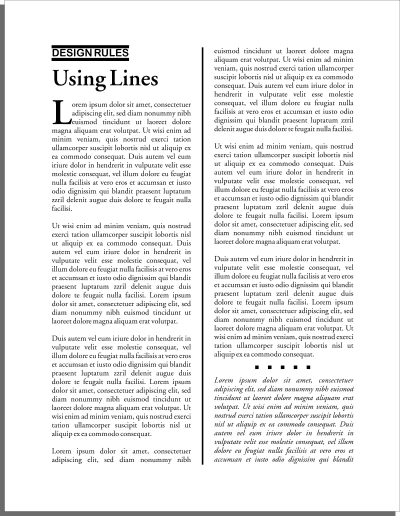 DESIGN RULES
Using Lines
Lorem ipsum dolor sit amet, consectetuer
adipiscing elit, sed diam nonummy nibh
euismod tincidunt ut laoreet dolore
magna aliquam erat volutpat. Ut wisi enim ad
minim veniam, quis nostrud exerci tation
ullamcorper suscipit lobortis nisl ut aliquip ex
ea commodo consequat. Duis autem vel eum
iriure dolor in hendrerit in vulputate velit esse
molestie consequat, vel illum dolore eu feugiat
nulla facilisis at vero eros et accumsan et iusto
odio dignissim qui blandit praesent luptatum
zzril delenit augue duis dolore te feugait nulla
facilisi.
Ut wisi enim ad minim veniam, quis nostrud
exerci tation ullamcorper suscipit lobortis nisl
ut aliquip ex ea commodo consequat. Duis
autem vel eum iriure dolor in hendrerit in
vulputate velit esse molestie consequat, vel
illum dolore eu feugiat nulla facilisis at vero eros
et accumsan et iusto odio dignissim qui blandit
praesent luptatum zzril delenit augue duis
dolore te feugait nulla facilisi. Lorem ipsum
dolor sit amet, consectetuer adipiscing elit, sed
diam nonummy nibh euismod tincidunt ut
laoreet dolore magna aliquam erat volutpat.
Duis autem vel eum iriure dolor in hendrerit in
vulputate velit esse molestie consequat, vel
illum dolore eu feugiat nulla facilisis at vero eros
et accumsan et iusto odio dignissim qui blandit
praesent luptatum zzril delenit augue duis
dolore te feugait nulla facilisi. Lorem ipsum
dolor sit amet, consectetuer adipiscing elit, sed
diam nonummy nibh euismod tincidunt ut
laoreet dolore magna aliquam erat volutpat. Ut
wisi enim ad minim veniam, quis nostrud exerci
tation ullamcorper suscipit lobortis nisl ut
aliquip ex ea commodo consequat.
Lorem ipsum dolor sit amet, consectetuer
adipiscing elit, sed diam nonummy nibh
euismod tincidunt ut laoreet dolore magna
aliquam erat volutpat. Ut wisi enim ad minim
veniam, quis nostrud exerci tation ullamcorper
suscipit lobortis nisl ut aliquip ex ea commodo
consequat. Duis autem vel eum iriure dolor in
hendrerit in vulputate velit esse molestie
consequat, vel illum dolore eu feugiat nulla
facilisis at vero eros et accumsan et iusto odio
dignissim qui blandit praesent luptatum zzril
delenit augue duis dolore te feugait nulla facilisi.
Ut wisi enim ad minim veniam, quis nostrud
exerci tation ullamcorper suscipit lobortis nisl
ut aliquip ex ea commodo consequat. Duis
autem vel eum iriure dolor in hendrerit in
vulputate velit esse molestie consequat, vel
illum dolore eu feugiat nulla facilisis at vero eros
et accumsan et iusto odio dignissim qui blandit
praesent luptatum zzril delenit augue duis
dolore te feugait nulla facilisi. Lorem ipsum
dolor sit amet, consectetuer adipiscing elit, sed
diam nonummy nibh euismod tincidunt ut
laoreet dolore magna aliquam erat volutpat.
Duis autem vel eum iriure dolor in hendrerit in
vulputate velit esse molestie consequat, vel
illum dolore eu feugiat nulla facilisis at vero eros
et accumsan et iusto odio dignissim qui blandit
praesent luptatum zzril delenit augue duis
dolore te feugait nulla facilisi. Lorem ipsum
dolor sit amet, consectetuer adipiscing elit, sed
diam nonummy nibh euismod tincidunt ut
laoreet dolore magna aliquam erat volutpat. Ut
wisi enim ad minim veniam, quis nostrud exerci
tation ullamcorper suscipit lobortis nisl ut
aliquip ex ea commodo consequat.
Lorem ipsum dolor sit amet, consectetuer
adipiscing elit, sed diam nonummy nibh euismod
tincidunt ut laoreet dolore magna aliquam erat
volutpat. Ut wisi enim ad minim veniam, quis
nostrud exerci tation ullamcorper suscipit lobortis
nisl ut aliquip ex ea commodo consequat. Duis
autem vel eum iriure dolor in hendrerit in
vulputate velit esse molestie consequat, vel illum
dolore eu feugiat nulla facilisis at vero eros et
accumsan et iusto odio dignissim qui blandit